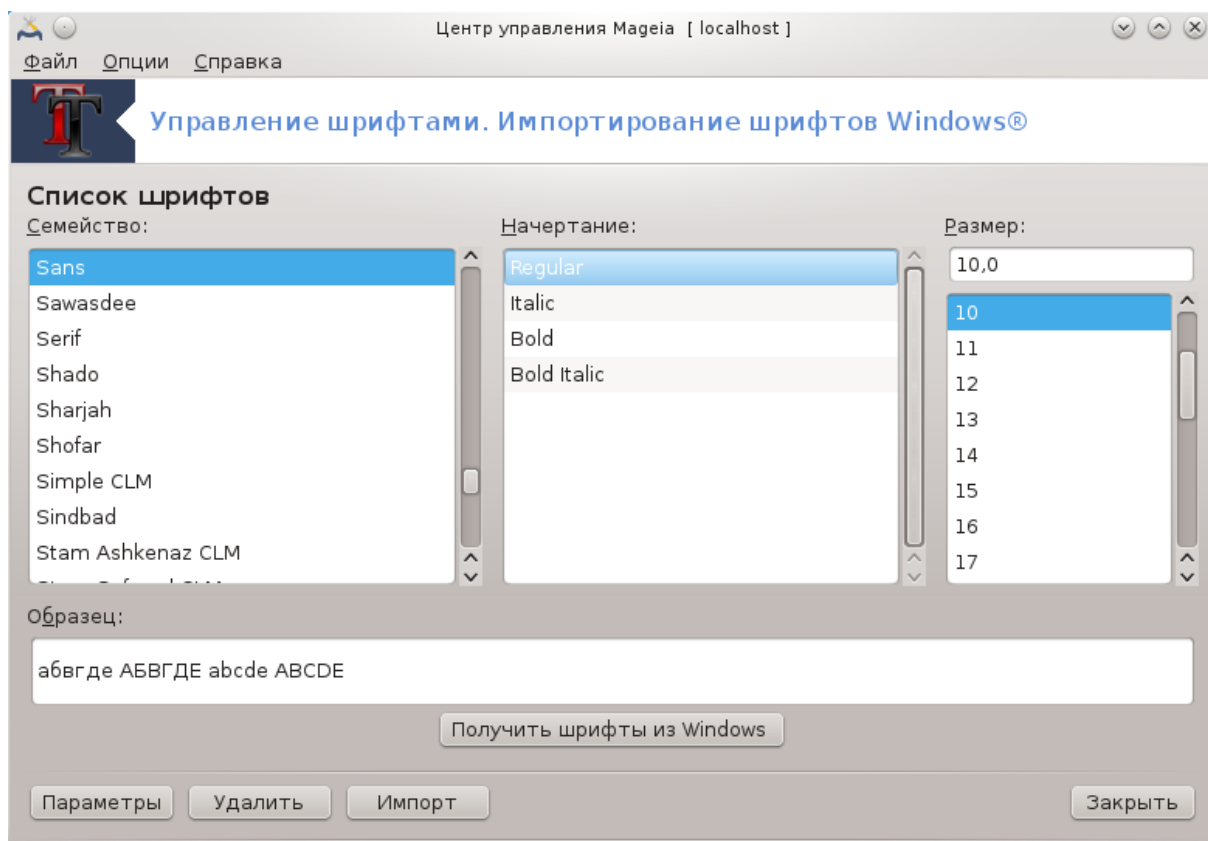 Центр управления Mageia [ localhost ]
Файл Опции Справка
Управление шрифтами. Импортирование шрифтов Windows®
Список шрифтов
Семейство:
Sans
Sawasdee
Serif
Shado
Sharjah
Shofar
Simple CLM
Sindbad
Stam Ashkenaz CLM
Начертание:
Regular
Italic
Bold
Bold Italic
Размер:
10,0
10
11
12
13
14
15
16
17
Образец:
абвгде АБВГДЕ abcde ABCDE
Получить шрифты из Windows
Параметры Удалить Импорт Закрыть